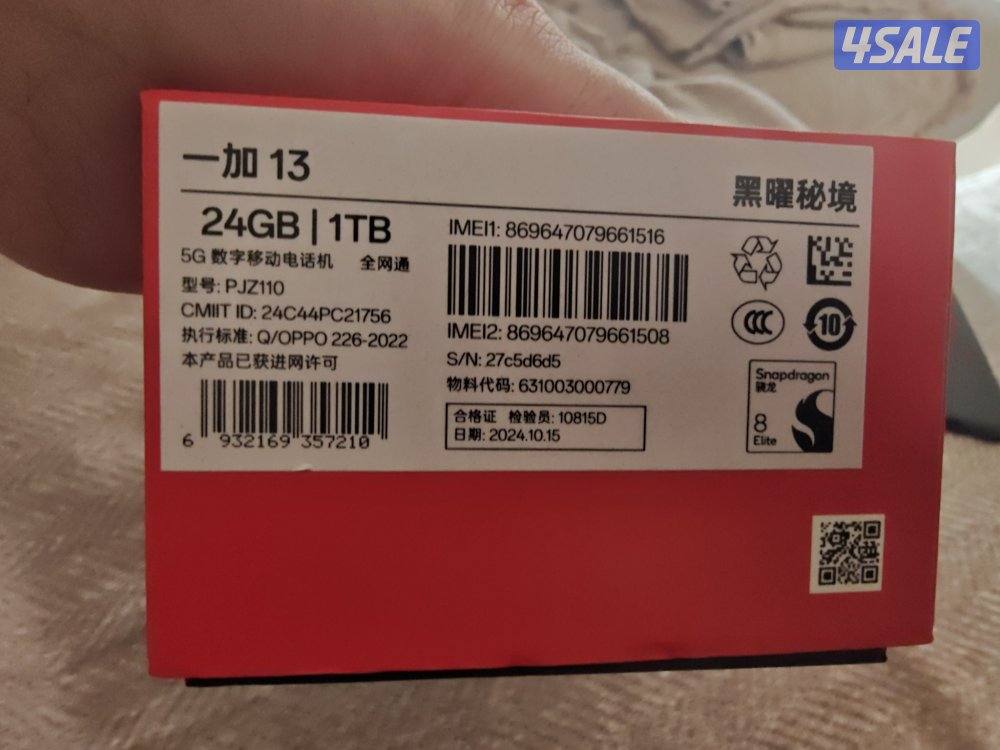 4SALE
一加 13
黑曜秘境
24GB | 1TB
5G 数字移动电话机 全网通
型号: PJZ110
CMIIT ID: 24C44PC21756
执行标准: Q/OPPO 226-2022
本产品已获进网许可
6 932169 357210
IMEI1: 869647079661516
IMEI2: 869647079661508
S/N: 27c5d6d5
物料代码: 631003000779
合格证 检验员: 10815D
日期: 2024.10.15
CCC
10
Snapdragon
骁龙
8
Elite